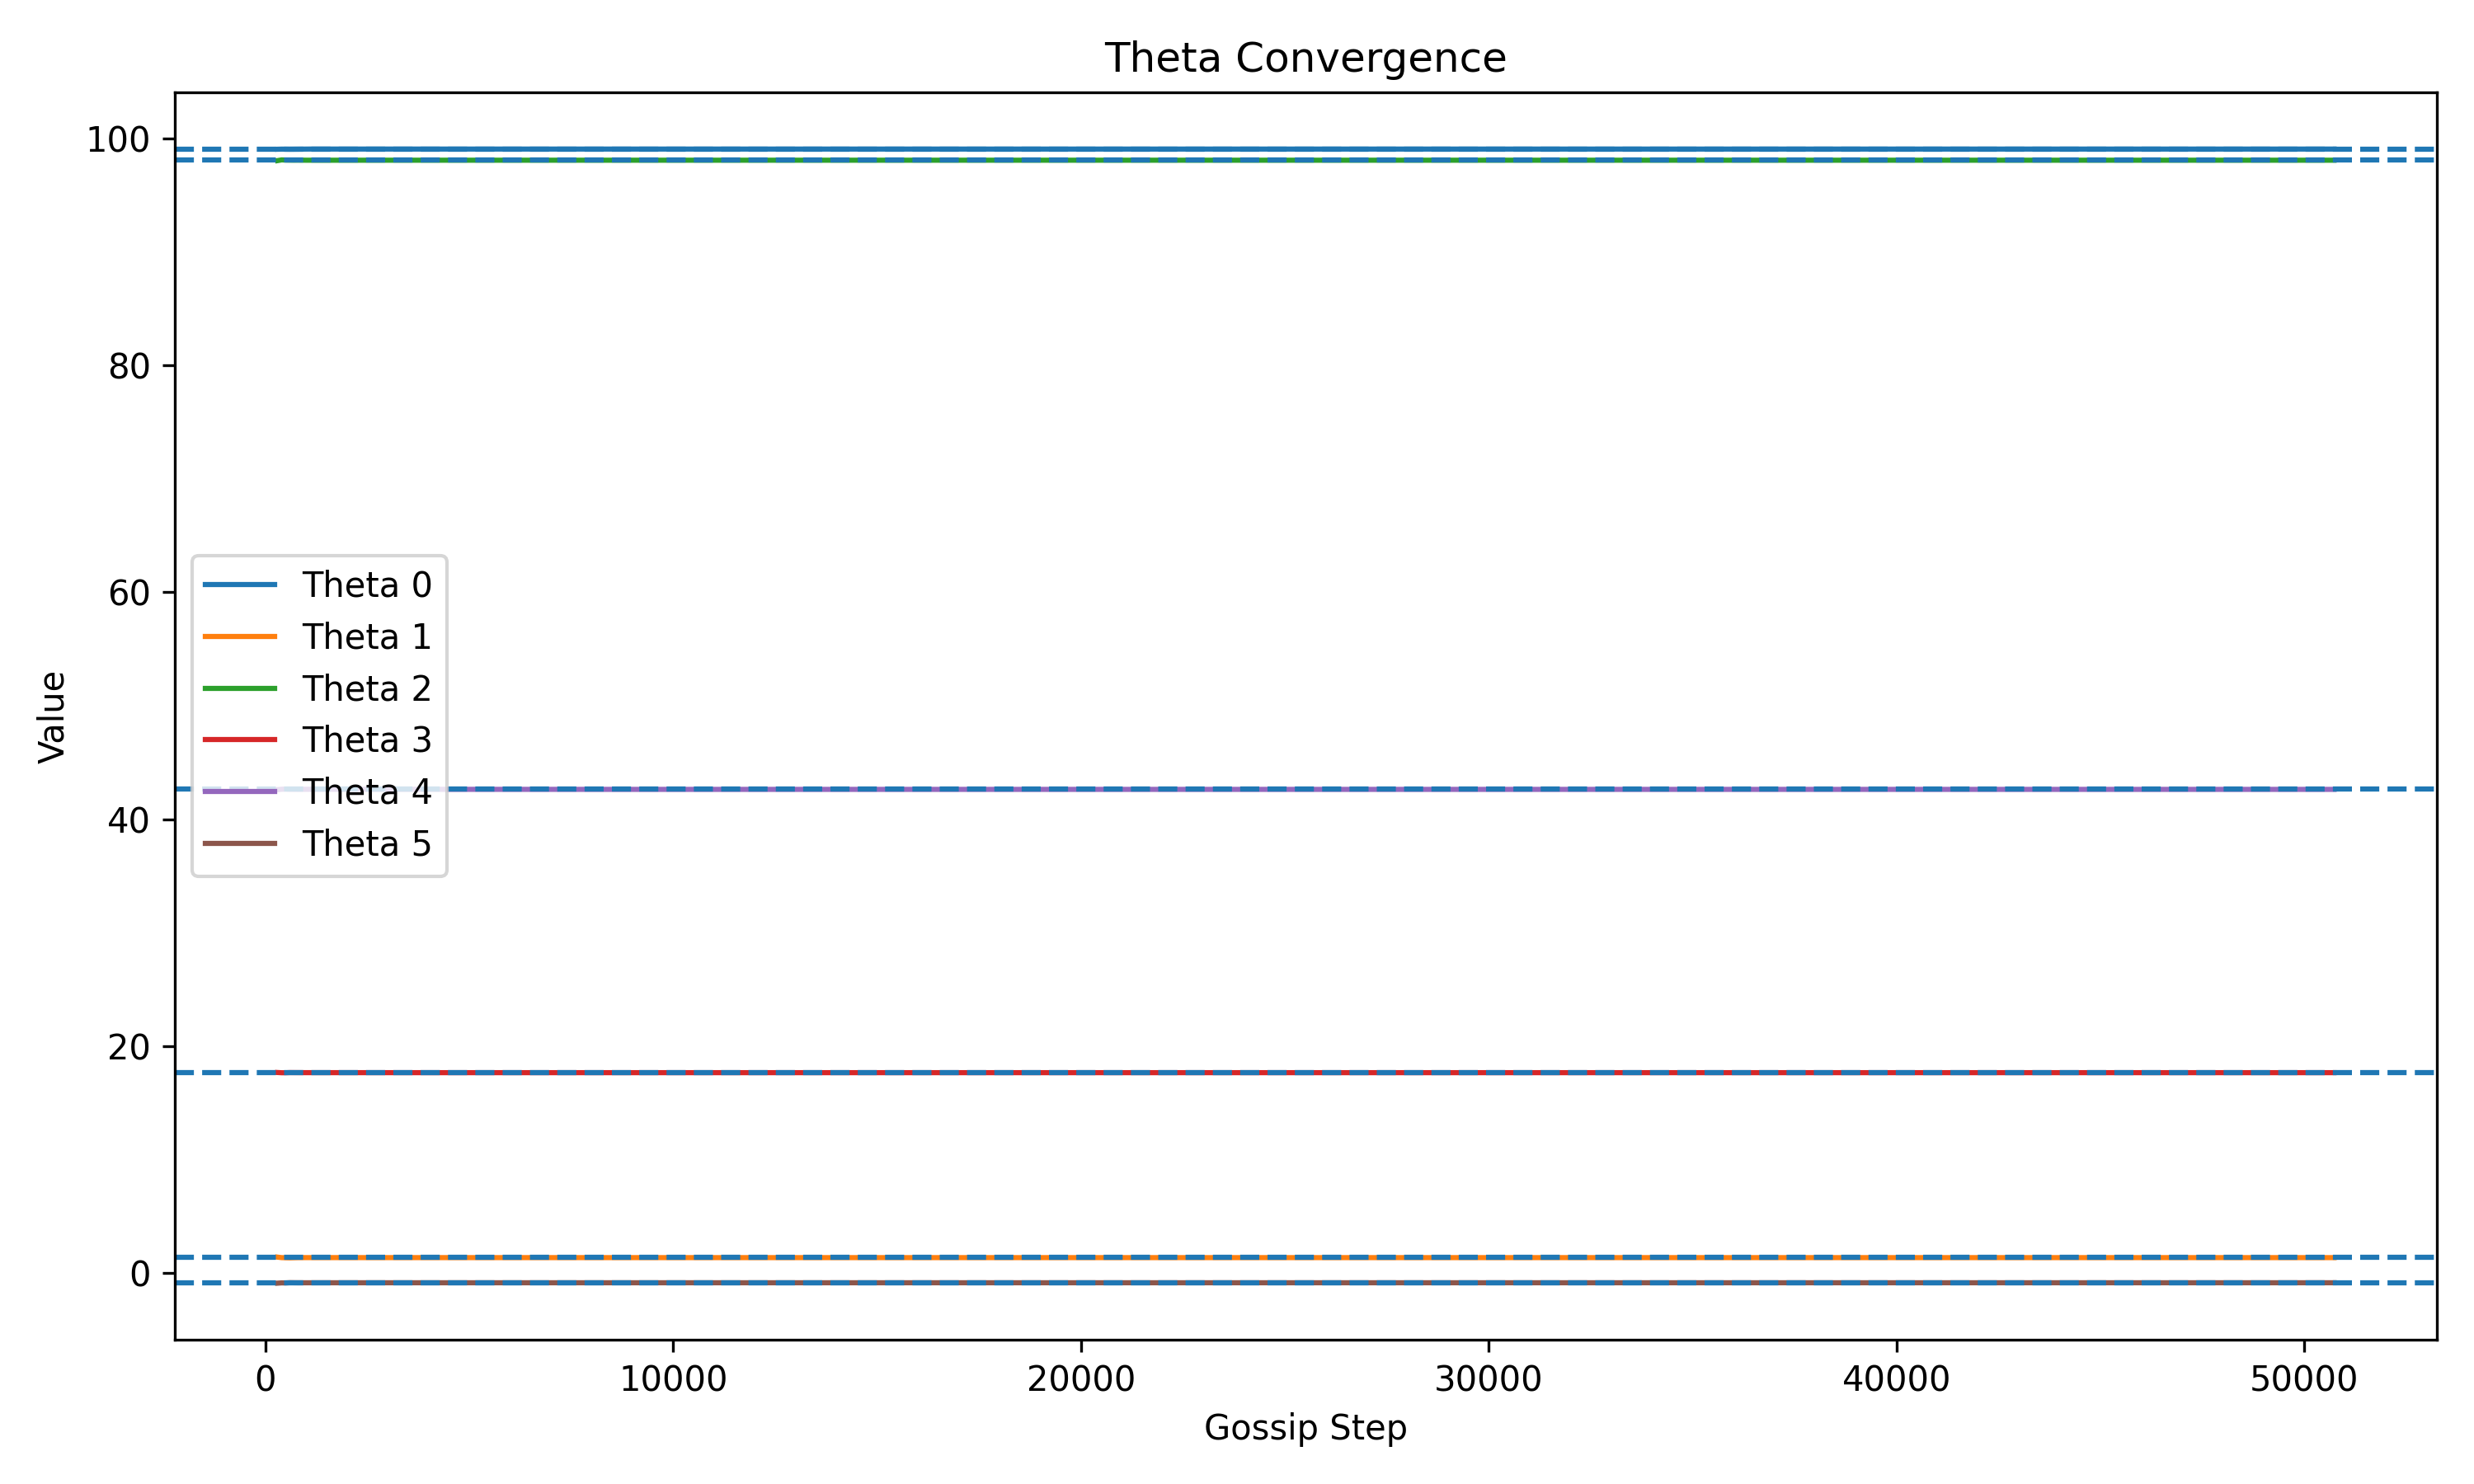 Theta Convergence
100
80
60
40
20
0
Value
Theta 0
Theta 1
Theta 2
Theta 3
Theta 4
Theta 5
0 10000 20000 30000 40000 50000
Gossip Step